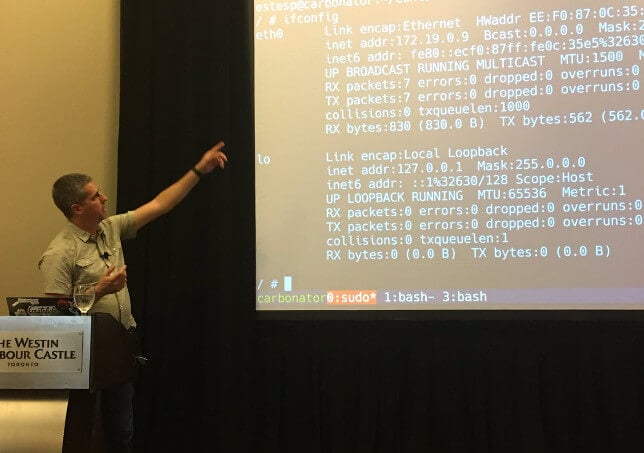 estesp@carbonator:
/ # ifconfig
eth0 Link encap:Ethernet HWaddr EE:F0:87:0C:35:
inet addr:172.19.0.9 Bcast:0.0.0.0 Mask:2
inet6 addr: fe80::ecf0:87ff:fe0c:35e5%32630/
UP BROADCAST RUNNING MULTICAST MTU:1500 M
RX packets:7 errors:0 dropped:0 overruns:0
TX packets:7 errors:0 dropped:0 overruns:0
collisions:0 txqueuelen:1000
RX bytes:830 (830.0 B) TX bytes:562 (562.0
lo Link encap:Local Loopback
inet addr:127.0.0.1 Mask:255.0.0.0
inet6 addr: ::1%32630/128 Scope:Host
UP LOOPBACK RUNNING MTU:65536 Metric:1
RX packets:0 errors:0 dropped:0 overruns:0
TX packets:0 errors:0 dropped:0 overruns:0
collisions:0 txqueuelen:1
RX bytes:0 (0.0 B) TX bytes:0 (0.0 B)
/ #
carbonator 0:sudo* 1:bash- 3:bash
HE WESTIN
RBOUR CASTLE
TORONTO